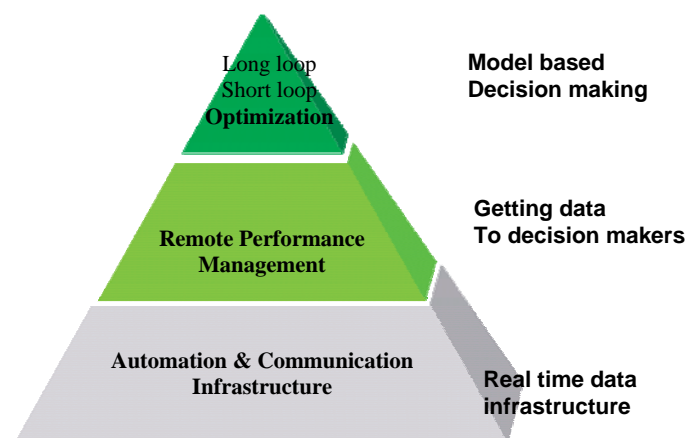 Long loop
Short loop
Optimization
Model based
Decision making
Remote Performance
Management
Getting data
To decision makers
Automation & Communication
Infrastructure
Real time data
infrastructure